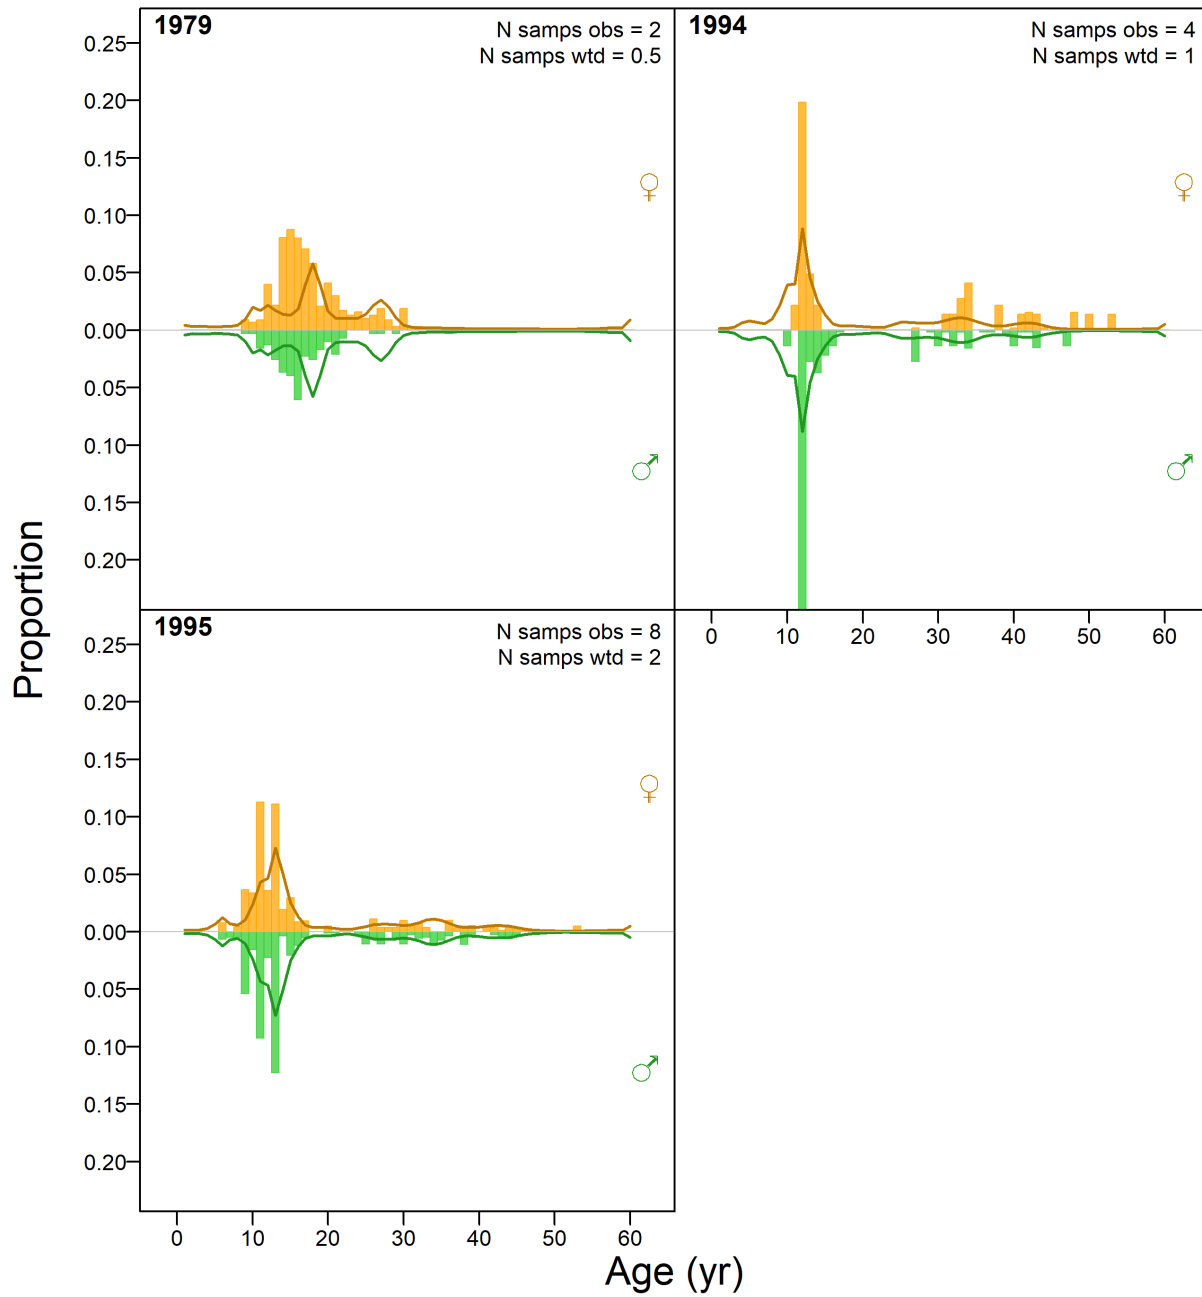 1979
N samps obs = 2
N samps wtd = 0.5
1994
N samps obs = 4
N samps wtd = 1
0.25
0.20
0.15
0.10
0.05
0.00
0.05
0.10
0.15
0.20
♀
♂
♀
♂
0 10 20 30 40 50 60
1995
N samps obs = 8
N samps wtd = 2
0.25
0.20
0.15
0.10
0.05
0.00
0.05
0.10
0.15
0.20
♀
♂
0 10 20 30 40 50 60
Proportion
Age (yr)